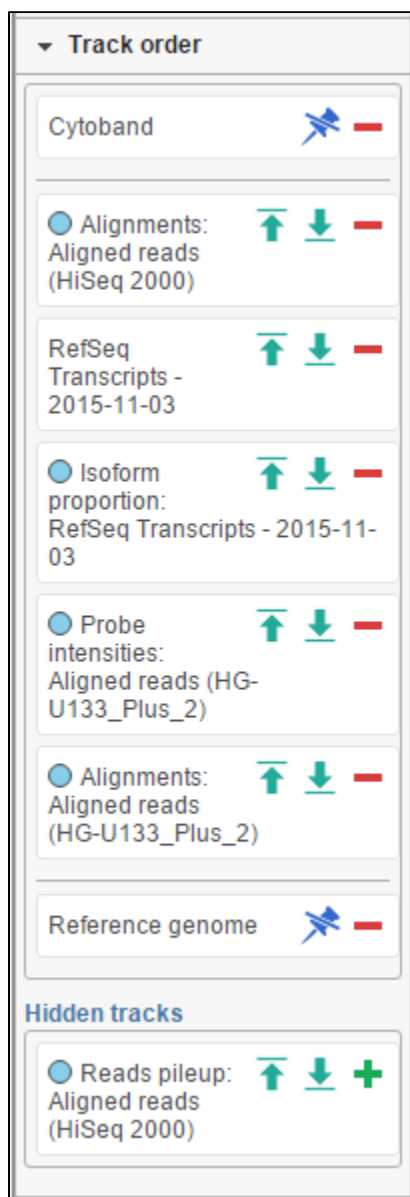 Track order
Cytoband
Alignments:
Aligned reads
(HiSeq 2000)
RefSeq
Transcripts -
2015-11-03
Isoform
proportion:
RefSeq Transcripts - 2015-11-
03
Probe
intensities:
Aligned reads (HG-
U133_Plus_2)
Alignments:
Aligned reads
(HG-U133_Plus_2)
Reference genome
Hidden tracks
Reads pileup:
Aligned reads
(HiSeq 2000)